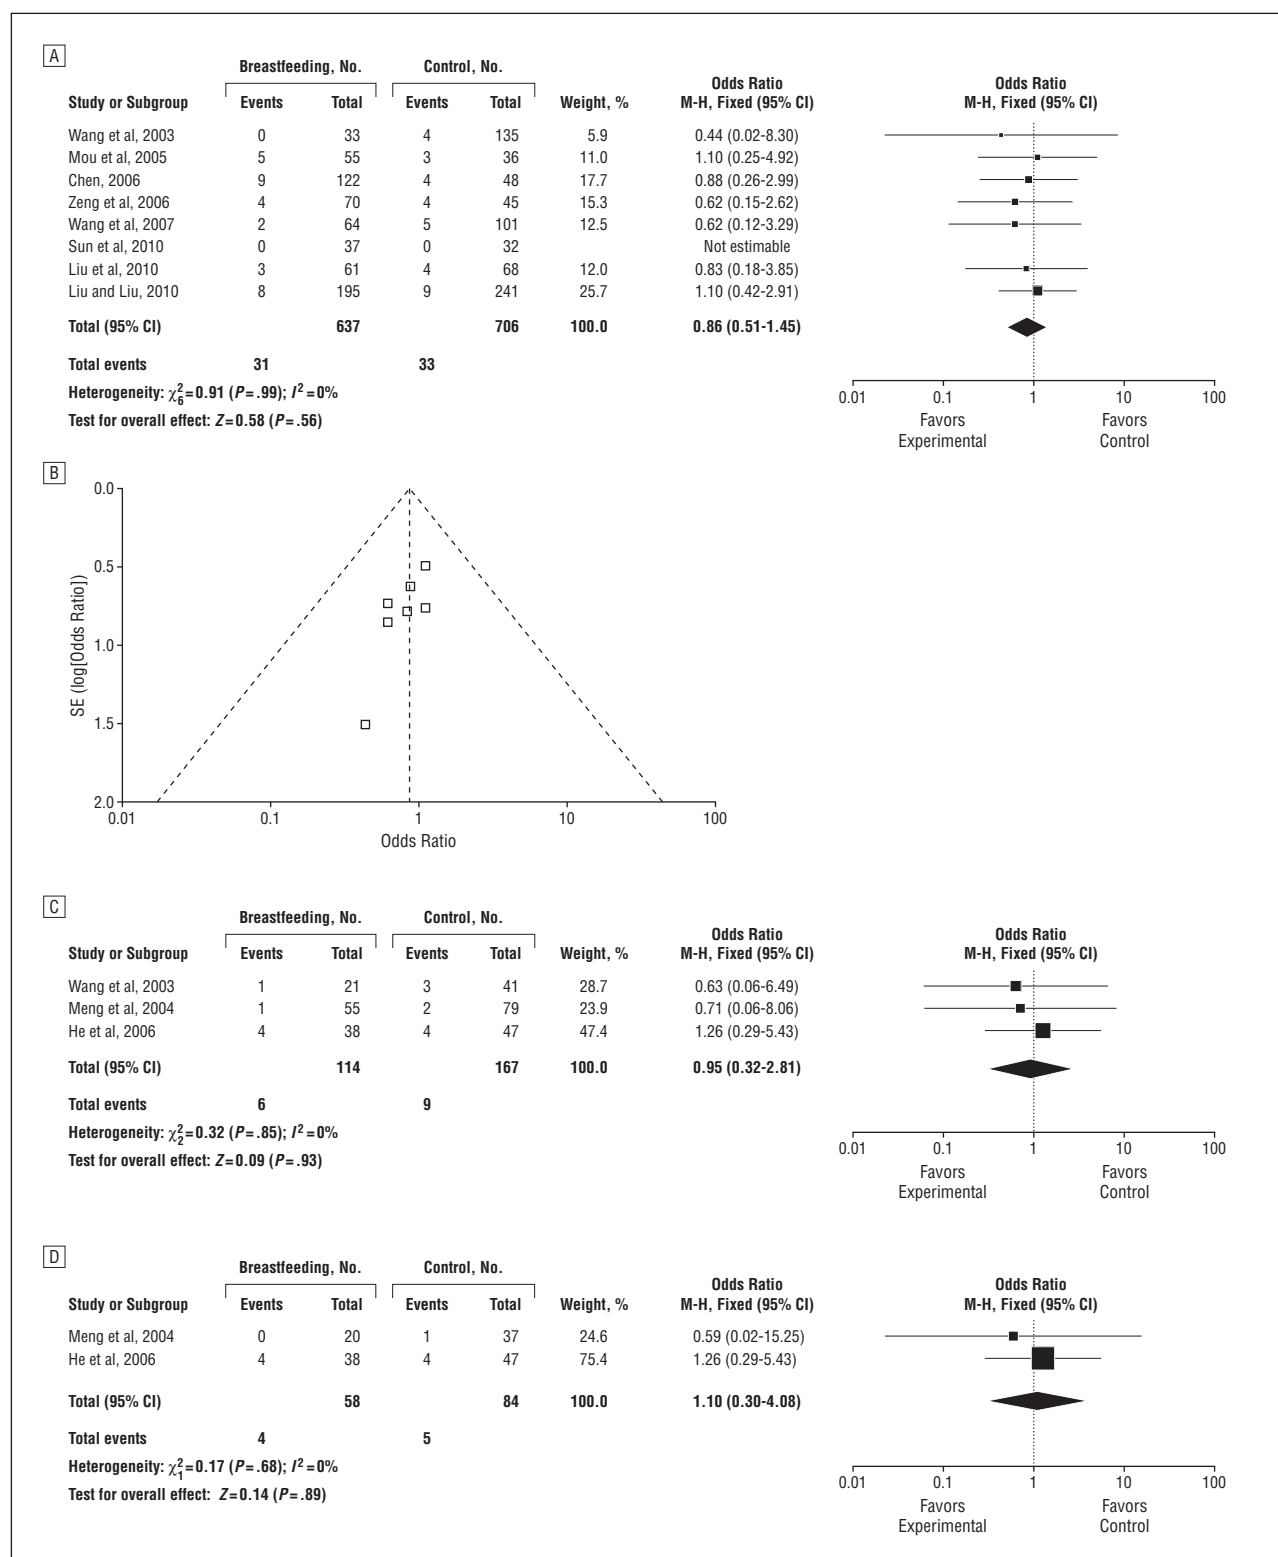 A
Breastfeeding, No. Control, No.
Odds Ratio Odds Ratio
Study or Subgroup Events Total Events Total Weight, % M-H, Fixed (95% CI) M-H, Fixed (95% CI)
Wang et al, 2003 0 33 4 135 5.9 0.44 (0.02-8.30)
Mou et al, 2005 5 55 3 36 11.0 1.10 (0.25-4.92)
Chen, 2006 9 122 4 48 17.7 0.88 (0.26-2.99)
Zeng et al, 2006 4 70 4 45 15.3 0.62 (0.15-2.62)
Wang et al, 2007 2 64 5 101 12.5 0.62 (0.12-3.29)
Sun et al, 2010 0 37 0 32 Not estimable
Liu et al, 2010 3 61 4 68 12.0 0.83 (0.18-3.85)
Liu and Liu, 2010 8 195 9 241 25.7 1.10 (0.42-2.91)
Total (95% CI) 637 706 100.0 0.86 (0.51-1.45)
Total events 31 33
Heterogeneity: χ²₆=0.91 (P=.99); I²=0%
Test for overall effect: Z=0.58 (P=.56)
0.01 0.1 1 10 100
Favors Favors
Experimental Control
B
0.0
0.5
1.0
1.5
2.0
SE (log[Odds Ratio])
0.01 0.1 1 10 100
Odds Ratio
C
Breastfeeding, No. Control, No.
Odds Ratio Odds Ratio
Study or Subgroup Events Total Events Total Weight, % M-H, Fixed (95% CI) M-H, Fixed (95% CI)
Wang et al, 2003 1 21 3 41 28.7 0.63 (0.06-6.49)
Meng et al, 2004 1 55 2 79 23.9 0.71 (0.06-8.06)
He et al, 2006 4 38 4 47 47.4 1.26 (0.29-5.43)
Total (95% CI) 114 167 100.0 0.95 (0.32-2.81)
Total events 6 9
Heterogeneity: χ²₂=0.32 (P=.85); I²=0%
Test for overall effect: Z=0.09 (P=.93)
0.01 0.1 1 10 100
Favors Favors
Experimental Control
D
Breastfeeding, No. Control, No.
Odds Ratio Odds Ratio
Study or Subgroup Events Total Events Total Weight, % M-H, Fixed (95% CI) M-H, Fixed (95% CI)
Meng et al, 2004 0 20 1 37 24.6 0.59 (0.02-15.25)
He et al, 2006 4 38 4 47 75.4 1.26 (0.29-5.43)
Total (95% CI) 58 84 100.0 1.10 (0.30-4.08)
Total events 4 5
Heterogeneity: χ²₁=0.17 (P=.68); I²=0%
Test for overall effect: Z=0.14 (P=.89)
0.01 0.1 1 10 100
Favors Favors
Experimental Control